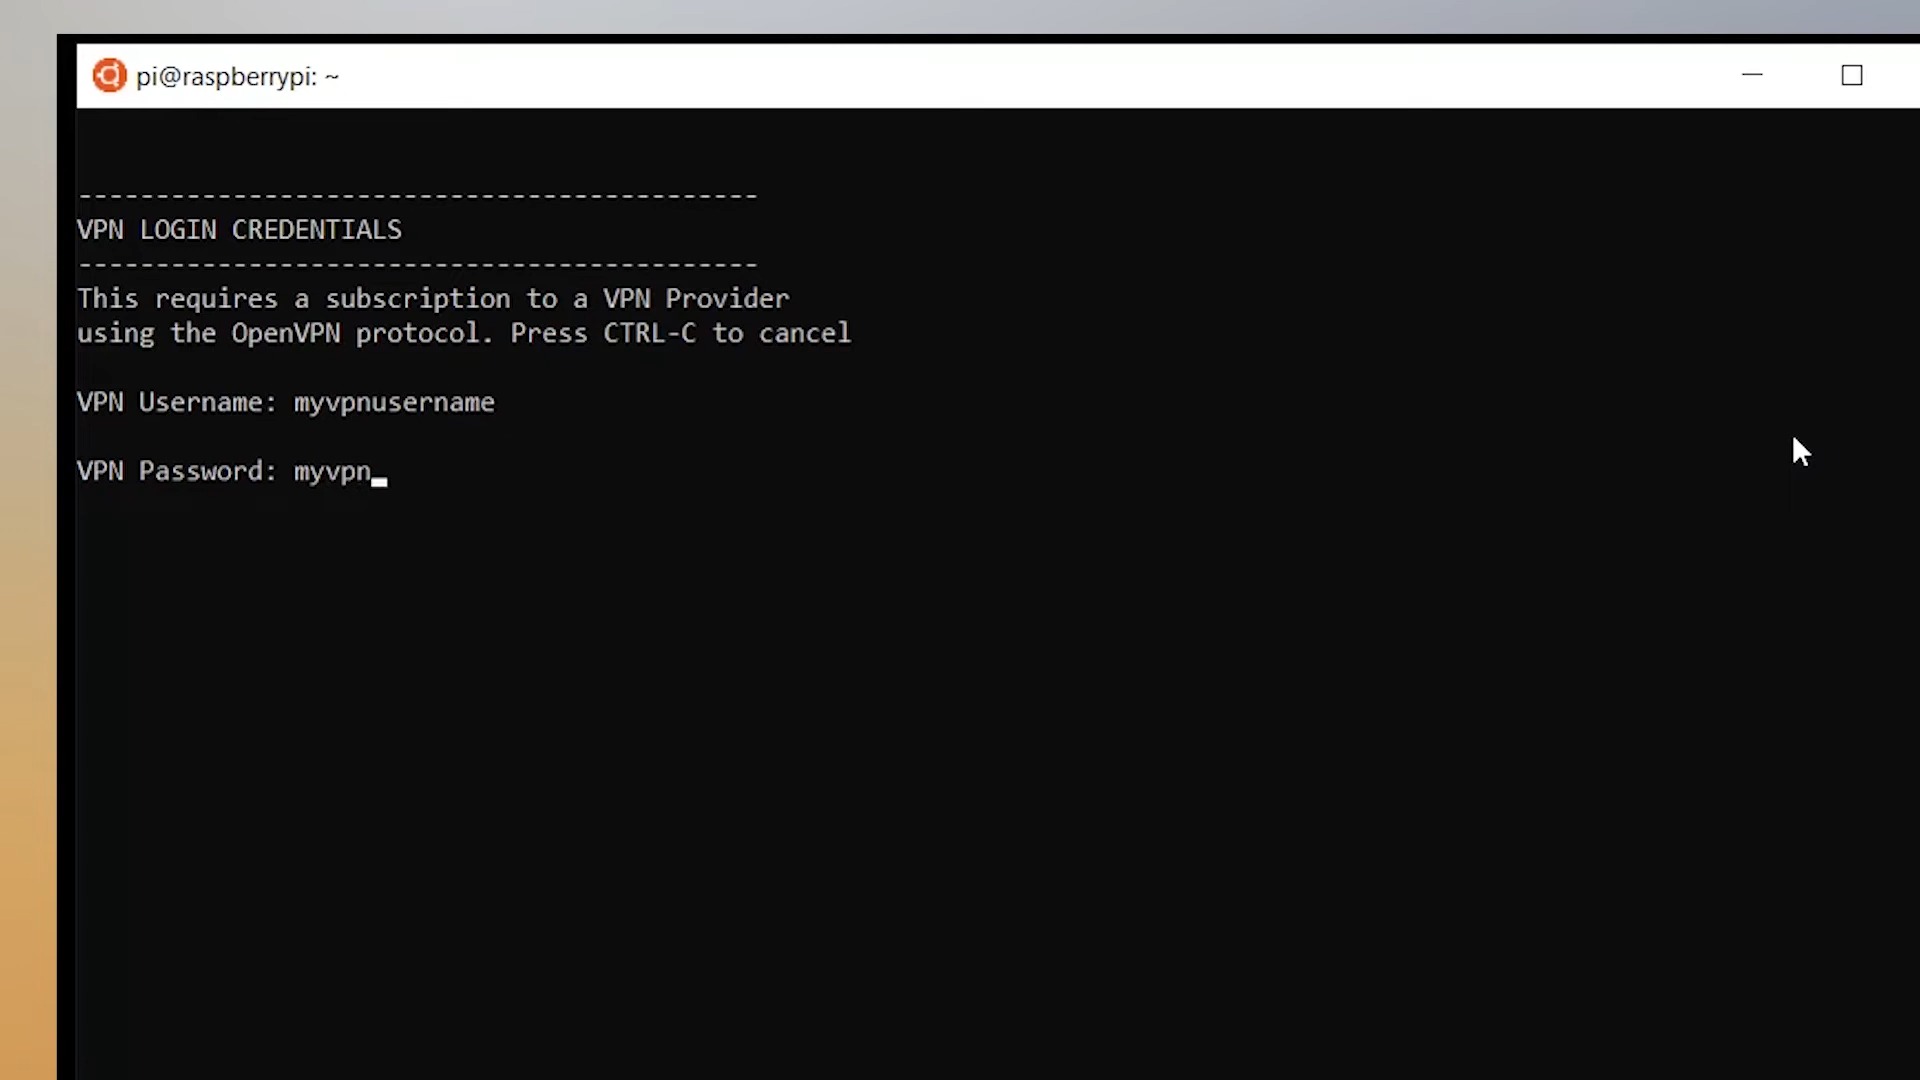 pi@raspberrypi: ~
--------------------------------------------
VPN LOGIN CREDENTIALS
--------------------------------------------
This requires a subscription to a VPN Provider
using the OpenVPN protocol. Press CTRL-C to cancel
VPN Username: myvpnusername
VPN Password: myvpn_